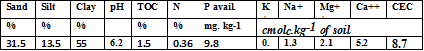 Sand Silt Clay pH TOC N P avail. K Na+ Mg+ Ca++ CEC
% % % % % mg. kg-1 cmolc.kg-1 of soil
31.5 13.5 55 6.2 1.5 0.36 9.8 0. 1.3 2.1 5.2 8.7